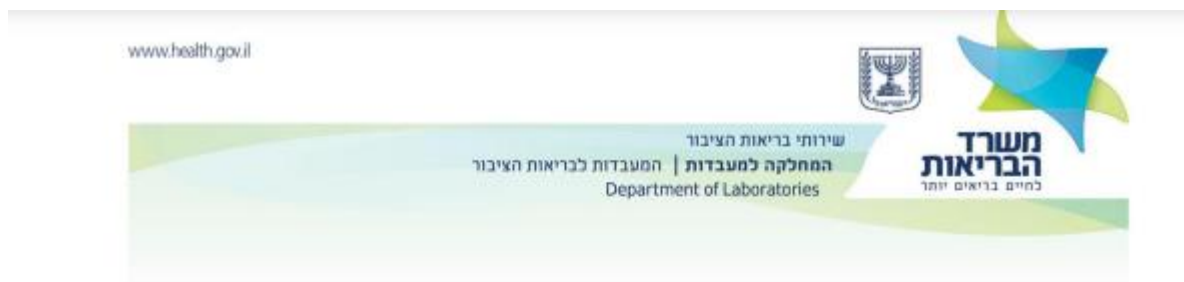 www.health.gov.il
משרד
הבריאות
לחיים בריאים יותר
שירותי בריאות הציבור
המחלקה למעבדות | המעבדות לבריאות הציבור
Department of Laboratories